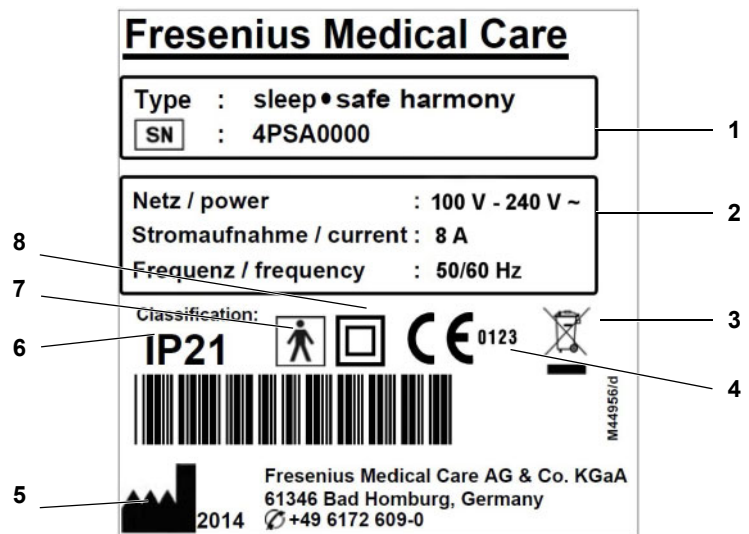 Fresenius Medical Care
Type : sleep•safe harmony
SN : 4PSA0000
1
Netz / power : 100 V - 240 V ~
2
Stromaufnahme / current : 8 A
8
Frequenz / frequency : 50/60 Hz
7
Classification:
3
6
IP21
CE 0123
4
M44956/d
5
Fresenius Medical Care AG & Co. KGaA
61346 Bad Homburg, Germany
2014
✆+49 6172 609-0